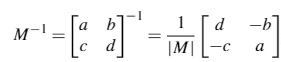 M⁻¹ = [a b; c d]⁻¹ = 1/|M| [d −b; −c a]